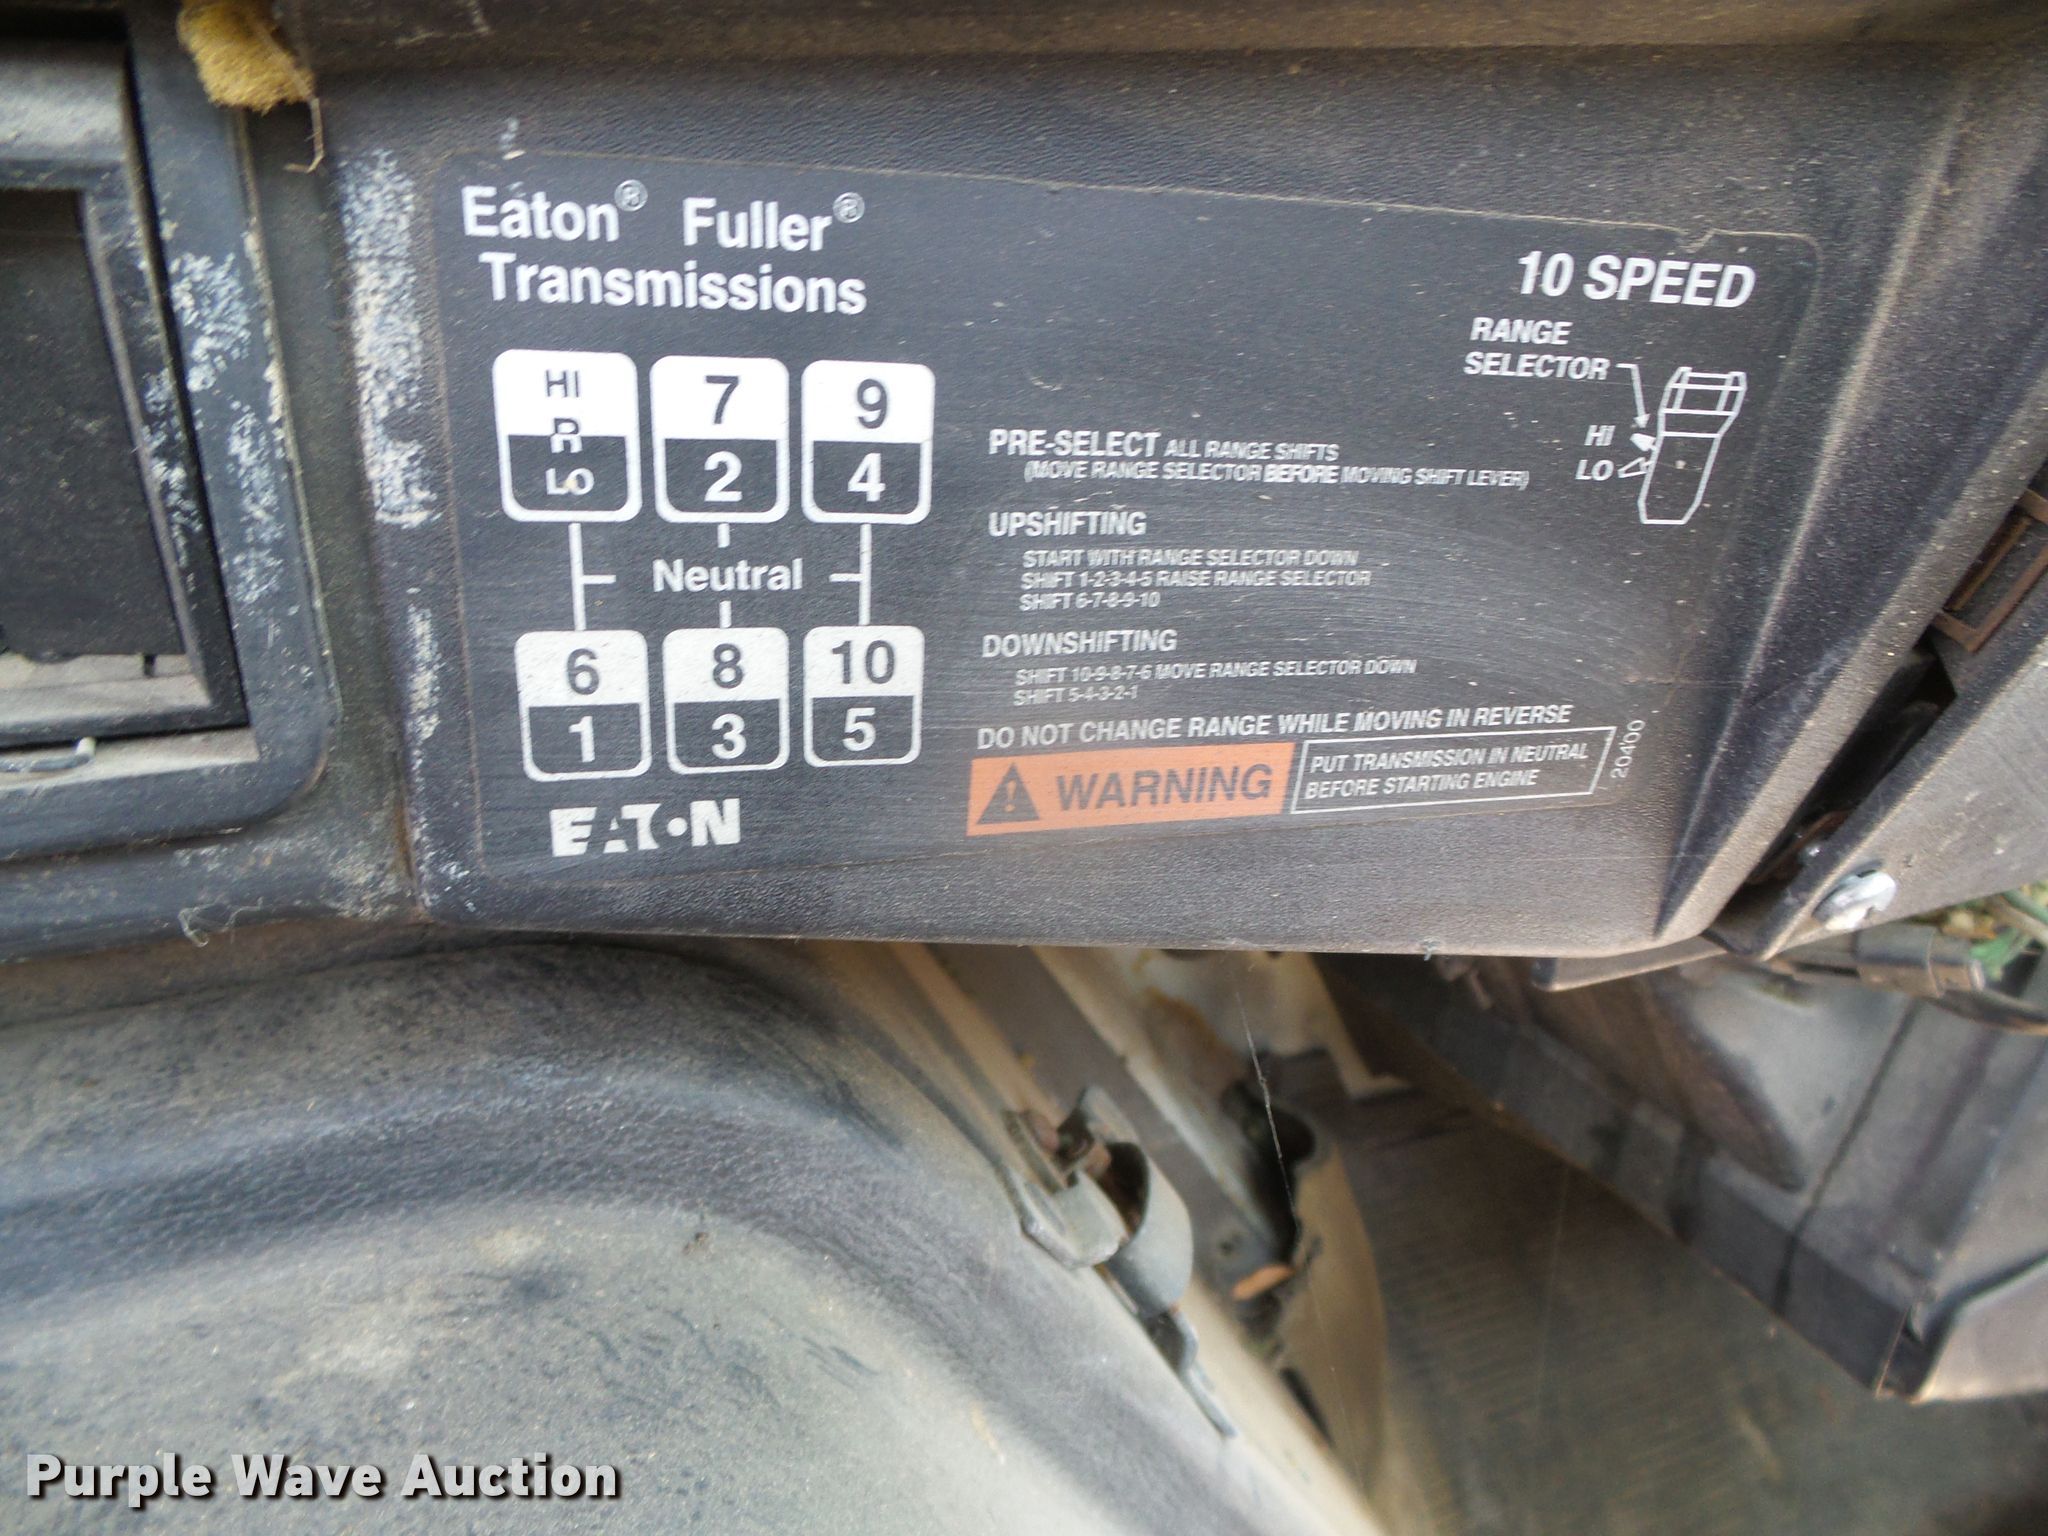 Eaton® Fuller®
Transmissions
10 SPEED
RANGE
SELECTOR
HI
LO
HI
R
LO
7
2
9
4
Neutral
6
1
8
3
10
5
PRE-SELECT ALL RANGE SHIFTS
(MOVE RANGE SELECTOR BEFORE MOVING SHIFT LEVER)
UPSHIFTING
START WITH RANGE SELECTOR DOWN
SHIFT 1-2-3-4-5 RAISE RANGE SELECTOR
SHIFT 6-7-8-9-10
DOWNSHIFTING
SHIFT 10-9-8-7-6 MOVE RANGE SELECTOR DOWN
SHIFT 5-4-3-2-1
DO NOT CHANGE RANGE WHILE MOVING IN REVERSE
WARNING
PUT TRANSMISSION IN NEUTRAL
BEFORE STARTING ENGINE
20400
EATON
Purple Wave Auction